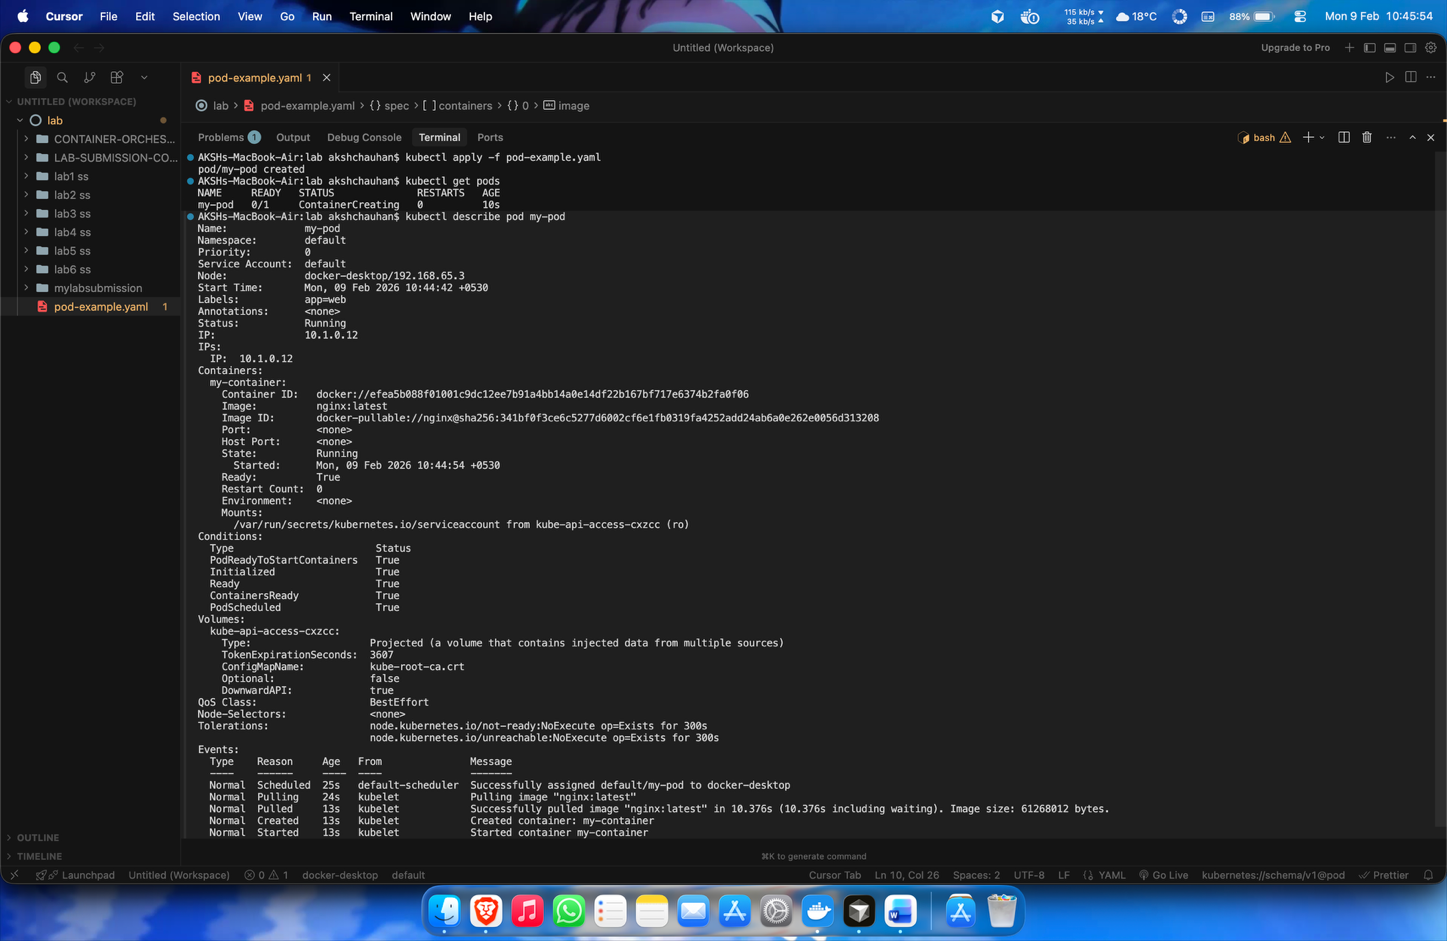 Cursor File Edit Selection View Go Run Terminal Window Help
115 kb/s
35 kb/s
18°C 88% Mon 9 Feb 10:45:54
Untitled (Workspace)
Upgrade to Pro
pod-example.yaml 1
UNTITLED (WORKSPACE)
lab
CONTAINER-ORCHES...
LAB-SUBMISSION-CO...
lab1 ss
lab2 ss
lab3 ss
lab4 ss
lab5 ss
lab6 ss
mylabsubmission
pod-example.yaml 1
OUTLINE
TIMELINE
lab > pod-example.yaml > {} spec > [ ] containers > {} 0 > abc image
Problems 1 Output Debug Console Terminal Ports
bash
AKSHs-MacBook-Air:lab akshchauhan$ kubectl apply -f pod-example.yaml
pod/my-pod created
AKSHs-MacBook-Air:lab akshchauhan$ kubectl get pods
NAME READY STATUS RESTARTS AGE
my-pod 0/1 ContainerCreating 0 10s
AKSHs-MacBook-Air:lab akshchauhan$ kubectl describe pod my-pod
Name: my-pod
Namespace: default
Priority: 0
Service Account: default
Node: docker-desktop/192.168.65.3
Start Time: Mon, 09 Feb 2026 10:44:42 +0530
Labels: app=web
Annotations: <none>
Status: Running
IP: 10.1.0.12
IPs:
IP: 10.1.0.12
Containers:
my-container:
Container ID: docker://efea5b088f01001c9dc12ee7b91a4bb14a0e14df22b167bf717e6374b2fa0f06
Image: nginx:latest
Image ID: docker-pullable://nginx@sha256:341bf0f3ce6c5277d6002cf6e1fb0319fa4252add24ab6a0e262e0056d313208
Port: <none>
Host Port: <none>
State: Running
Started: Mon, 09 Feb 2026 10:44:54 +0530
Ready: True
Restart Count: 0
Environment: <none>
Mounts:
/var/run/secrets/kubernetes.io/serviceaccount from kube-api-access-cxzcc (ro)
Conditions:
Type Status
PodReadyToStartContainers True
Initialized True
Ready True
ContainersReady True
PodScheduled True
Volumes:
kube-api-access-cxzcc:
Type: Projected (a volume that contains injected data from multiple sources)
TokenExpirationSeconds: 3607
ConfigMapName: kube-root-ca.crt
Optional: false
DownwardAPI: true
QoS Class: BestEffort
Node-Selectors: <none>
Tolerations: node.kubernetes.io/not-ready:NoExecute op=Exists for 300s
node.kubernetes.io/unreachable:NoExecute op=Exists for 300s
Events:
Type Reason Age From Message
---- ------ ---- ---- -------
Normal Scheduled 25s default-scheduler Successfully assigned default/my-pod to docker-desktop
Normal Pulling 24s kubelet Pulling image "nginx:latest"
Normal Pulled 13s kubelet Successfully pulled image "nginx:latest" in 10.376s (10.376s including waiting). Image size: 61268012 bytes.
Normal Created 13s kubelet Created container: my-container
Normal Started 13s kubelet Started container my-container
⌘K to generate command
Launchpad Untitled (Workspace) 0 1 docker-desktop default
Cursor Tab Ln 10, Col 26 Spaces: 2 UTF-8 LF YAML Go Live kubernetes://schema/v1@pod Prettier